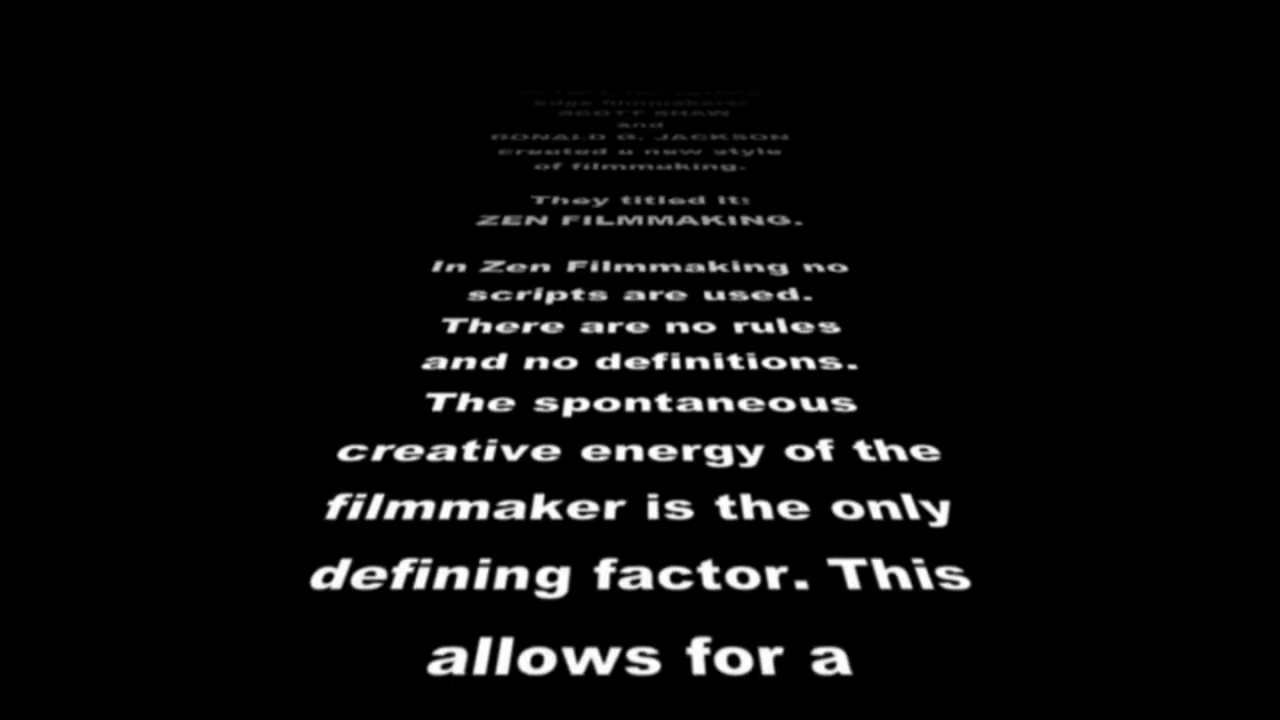 edge filmmakers:
SCOTT SHAW
and
DONALD G. JACKSON
created a new style
of filmmaking.
They titled it:
ZEN FILMMAKING.
In Zen Filmmaking no
scripts are used.
There are no rules
and no definitions.
The spontaneous
creative energy of the
filmmaker is the only
defining factor. This
allows for a